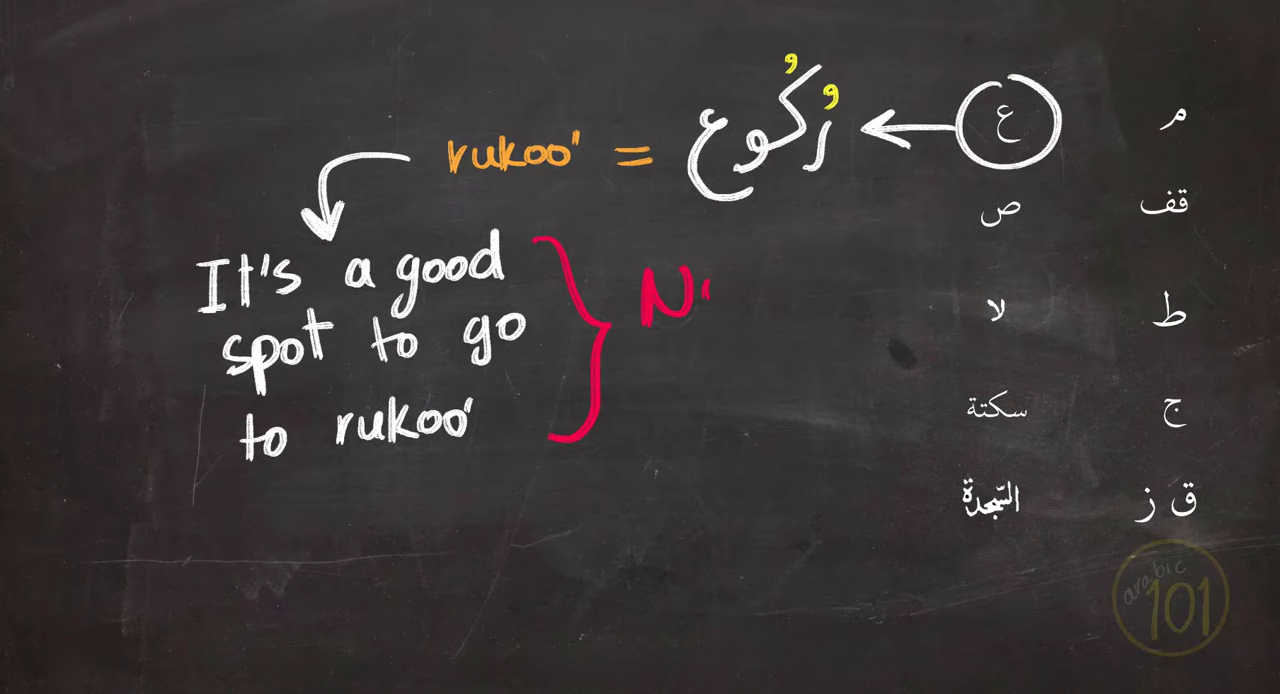 رُكُوع = rukoo'
It's a good
spot to go
to rukoo'
N
م ع
قف ص
ط لا
ج سكتة
ق ز السّجدة
arabic
101